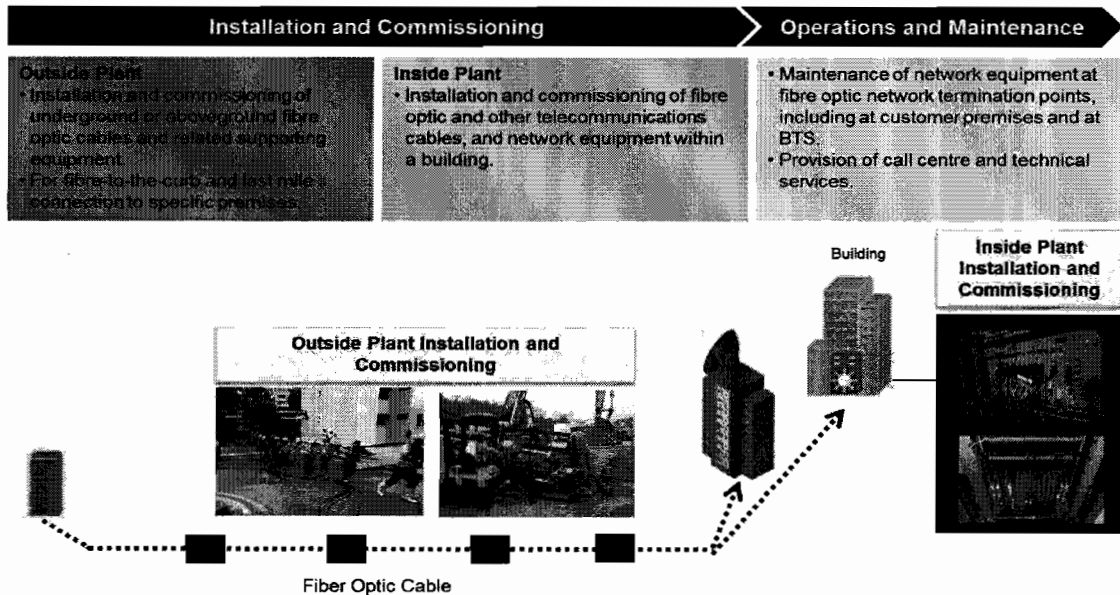 Installation and Commissioning
Operations and Maintenance
Outside Plant
• Installation and commissioning of
underground or aboveground fibre
optic cables and related supporting
equipment.
• For fibre-to-the-curb and last mile
connection to specific premises.
Inside Plant
• Installation and commissioning of fibre
optic and other telecommunications
cables, and network equipment within
a building.
• Maintenance of network equipment at
fibre optic network termination points,
including at customer premises and at
BTS.
• Provision of call centre and technical
services.
Building
Inside Plant
Installation and
Commissioning
Outside Plant Installation and
Commissioning
Fiber Optic Cable